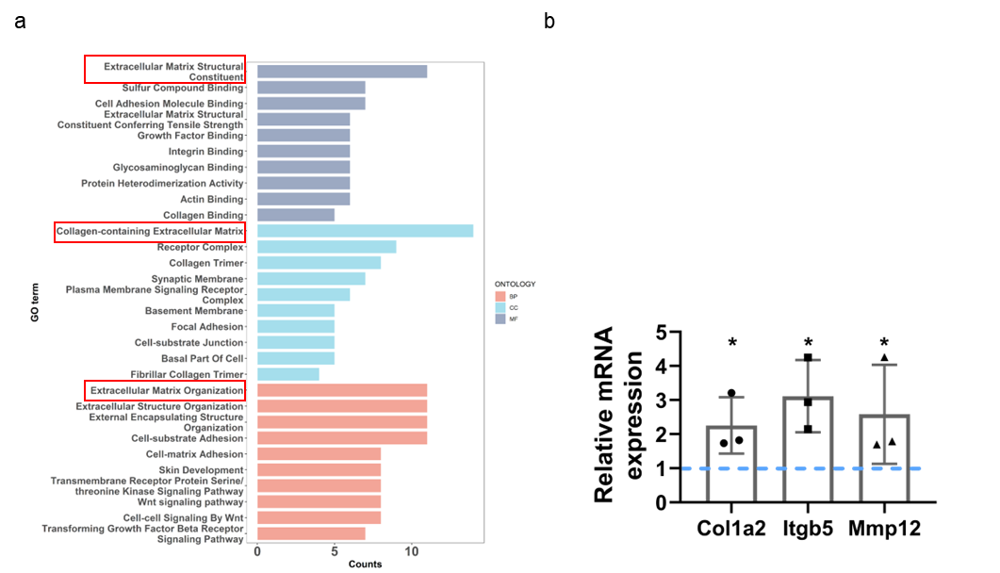 a
b
Extracellular Matrix Structural
Constituent
Sulfur Compound Binding
Cell Adhesion Molecule Binding
Extracellular Matrix Structural
Constituent Conferring Tensile Strength
Growth Factor Binding
Integrin Binding
Glycosaminoglycan Binding
Protein Heterodimerization Activity
Actin Binding
Collagen Binding
Collagen-containing Extracellular Matrix
Receptor Complex
Collagen Trimer
Synaptic Membrane
Plasma Membrane Signaling Receptor
Complex
Basement Membrane
Focal Adhesion
Cell-substrate Junction
Basal Part Of Cell
Fibrillar Collagen Trimer
Extracellular Matrix Organization
Extracellular Structure Organization
External Encapsulating Structure
Organization
Cell-substrate Adhesion
Cell-matrix Adhesion
Skin Development
Transmembrane Receptor Protein Serine/
threonine Kinase Signaling Pathway
Wnt signaling pathway
Cell-cell Signaling By Wnt
Transforming Growth Factor Beta Receptor
Signaling Pathway
GO term
0 5 10
Counts
ONTOLOGY
BP
CC
MF
Relative mRNA
expression
5
4
3
2
1
0
* * *
Col1a2 Itgb5 Mmp12